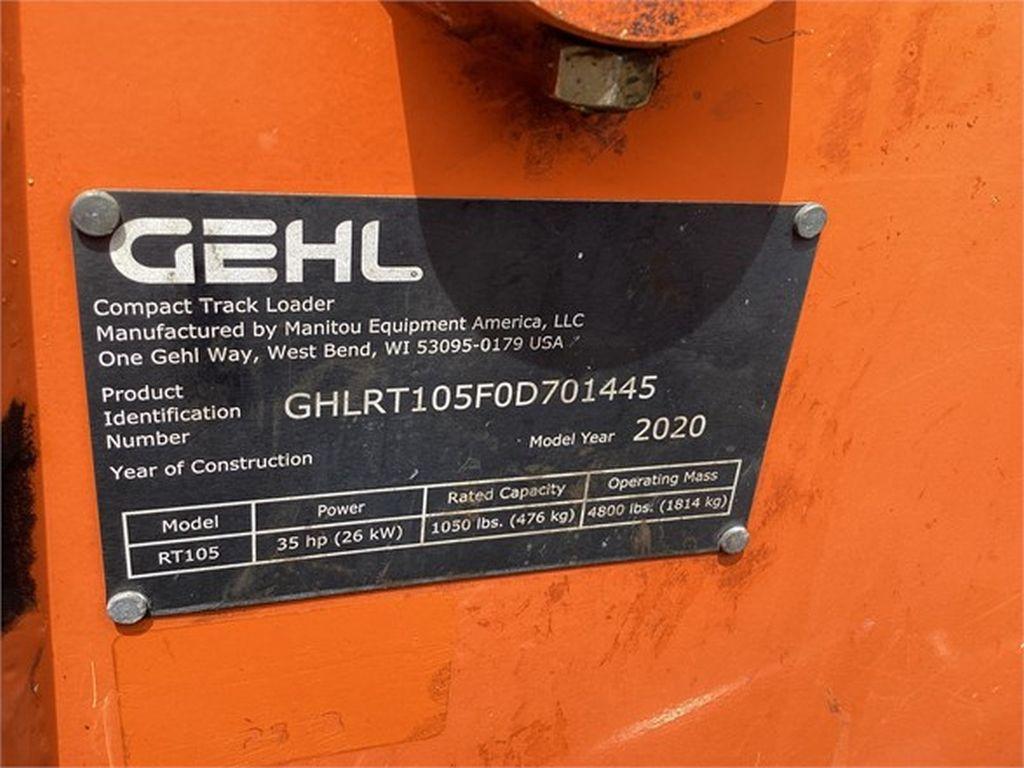 GEHL
Compact Track Loader
Manufactured by Manitou Equipment America, LLC
One Gehl Way, West Bend, WI 53095-0179 USA
Product
Identification
Number
GHLRT105F0D701445
Model Year 2020
Year of Construction
Model Power Rated Capacity Operating Mass
RT105 35 hp (26 kW) 1050 lbs. (476 kg) 4800 lbs. (1814 kg)